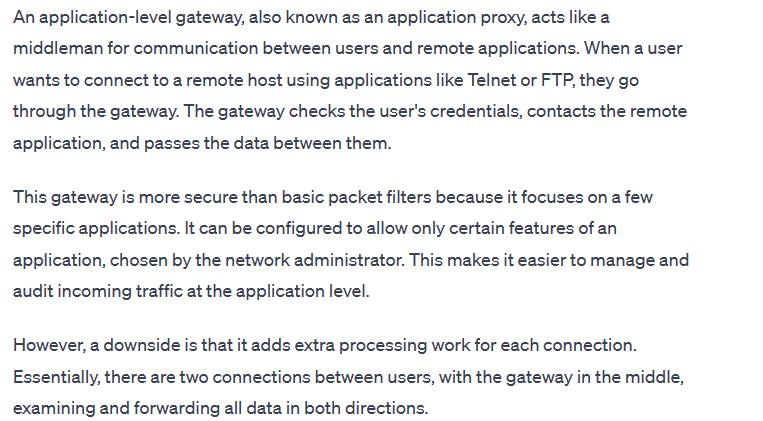 An application-level gateway, also known as an application proxy, acts like a
middleman for communication between users and remote applications. When a user
wants to connect to a remote host using applications like Telnet or FTP, they go
through the gateway. The gateway checks the user's credentials, contacts the remote
application, and passes the data between them.
This gateway is more secure than basic packet filters because it focuses on a few
specific applications. It can be configured to allow only certain features of an
application, chosen by the network administrator. This makes it easier to manage and
audit incoming traffic at the application level.
However, a downside is that it adds extra processing work for each connection.
Essentially, there are two connections between users, with the gateway in the middle,
examining and forwarding all data in both directions.